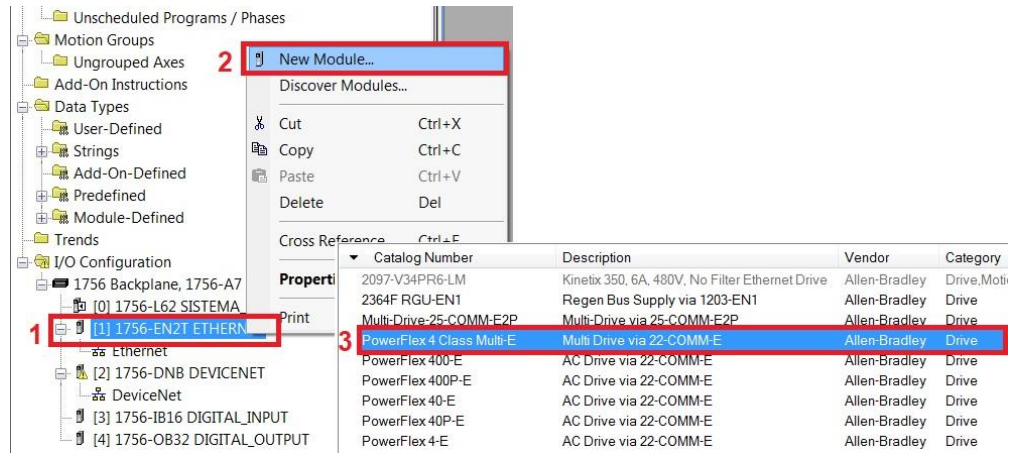 Unscheduled Programs / Phases
Motion Groups
Ungrouped Axes
Add-On Instructions
Data Types
User-Defined
Strings
Add-On-Defined
Predefined
Module-Defined
Trends
I/O Configuration
1756 Backplane, 1756-A7
[0] 1756-L62 SISTEMA_
1
[1] 1756-EN2T ETHERN
Ethernet
[2] 1756-DNB DEVICENET
DeviceNet
[3] 1756-IB16 DIGITAL_INPUT
[4] 1756-OB32 DIGITAL_OUTPUT
2
New Module...
Discover Modules...
Cut Ctrl+X
Copy Ctrl+C
Paste Ctrl+V
Delete Del
Cross Reference... Ctrl+E
Properti
Print
Catalog Number Description Vendor Category
2097-V34PR6-LM Kinetix 350, 6A, 480V, No Filter Ethernet Drive Allen-Bradley Drive,Moti
2364F RGU-EN1 Regen Bus Supply via 1203-EN1 Allen-Bradley Drive
Multi-Drive-25-COMM-E2P Multi-Drive via 25-COMM-E2P Allen-Bradley Drive
3
PowerFlex 4 Class Multi-E Multi Drive via 22-COMM-E Allen-Bradley Drive
PowerFlex 400-E AC Drive via 22-COMM-E Allen-Bradley Drive
PowerFlex 400P-E AC Drive via 22-COMM-E Allen-Bradley Drive
PowerFlex 40-E AC Drive via 22-COMM-E Allen-Bradley Drive
PowerFlex 40P-E AC Drive via 22-COMM-E Allen-Bradley Drive
PowerFlex 4-E AC Drive via 22-COMM-E Allen-Bradley Drive